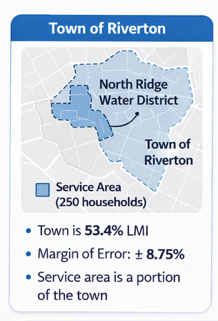 Town of Riverton
North Ridge
Water District
Town of
Riverton
Service Area
(250 households)
• Town is 53.4% LMI
• Margin of Error: ± 8.75%
• Service area is a portion
of the town